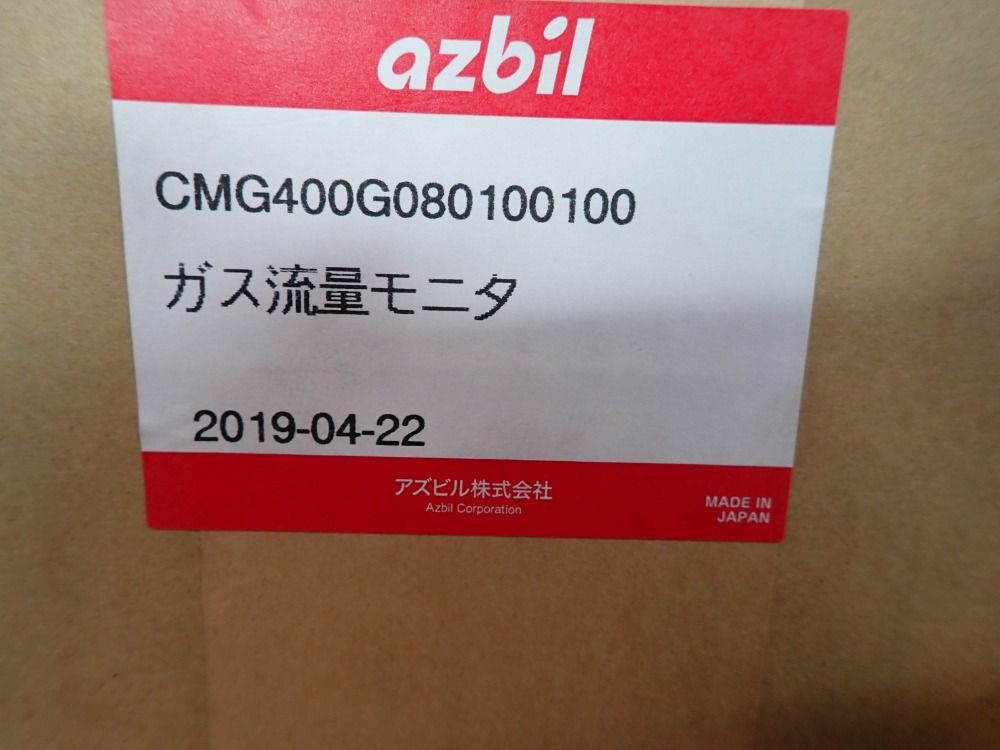 azbil
CMG400G080100100
ガス流量モニタ
2019-04-22
アズビル株式会社
Azbil Corporation
MADE IN
JAPAN